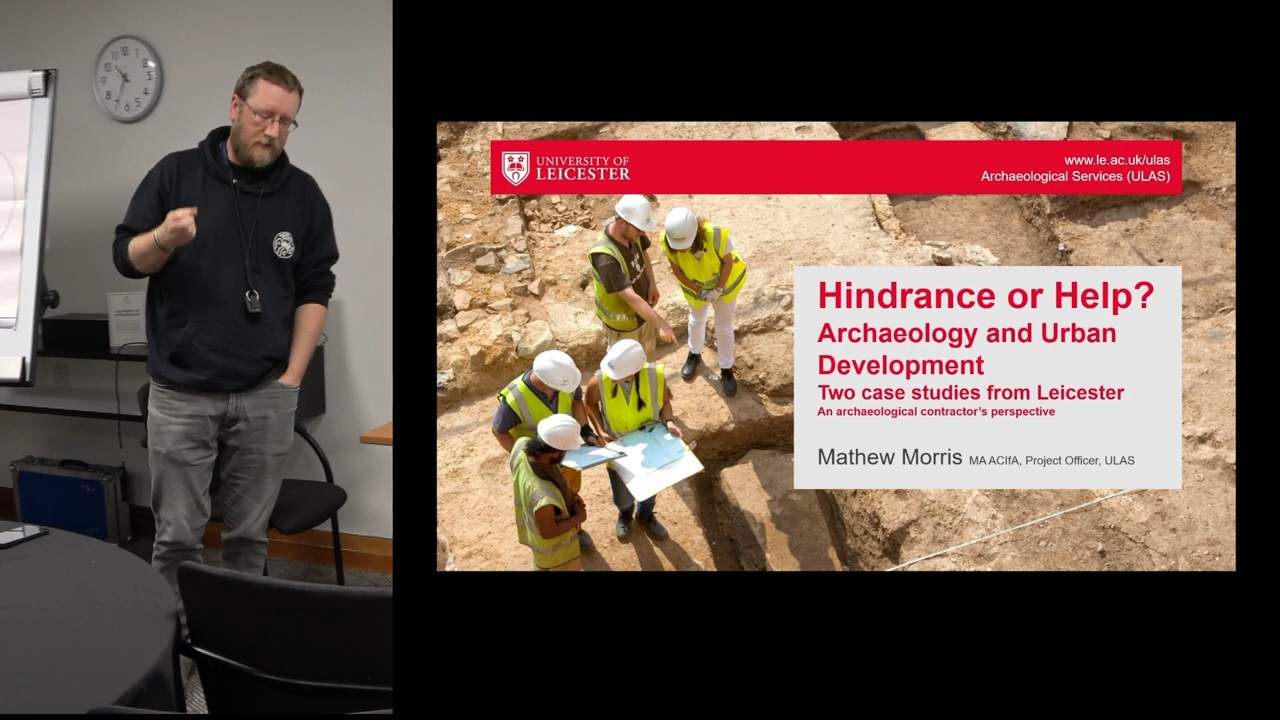 UNIVERSITY OF
LEICESTER
www.le.ac.uk/ulas
Archaeological Services (ULAS)
Hindrance or Help?
Archaeology and Urban
Development
Two case studies from Leicester
An archaeological contractor's perspective
Mathew Morris MA ACIfA, Project Officer, ULAS